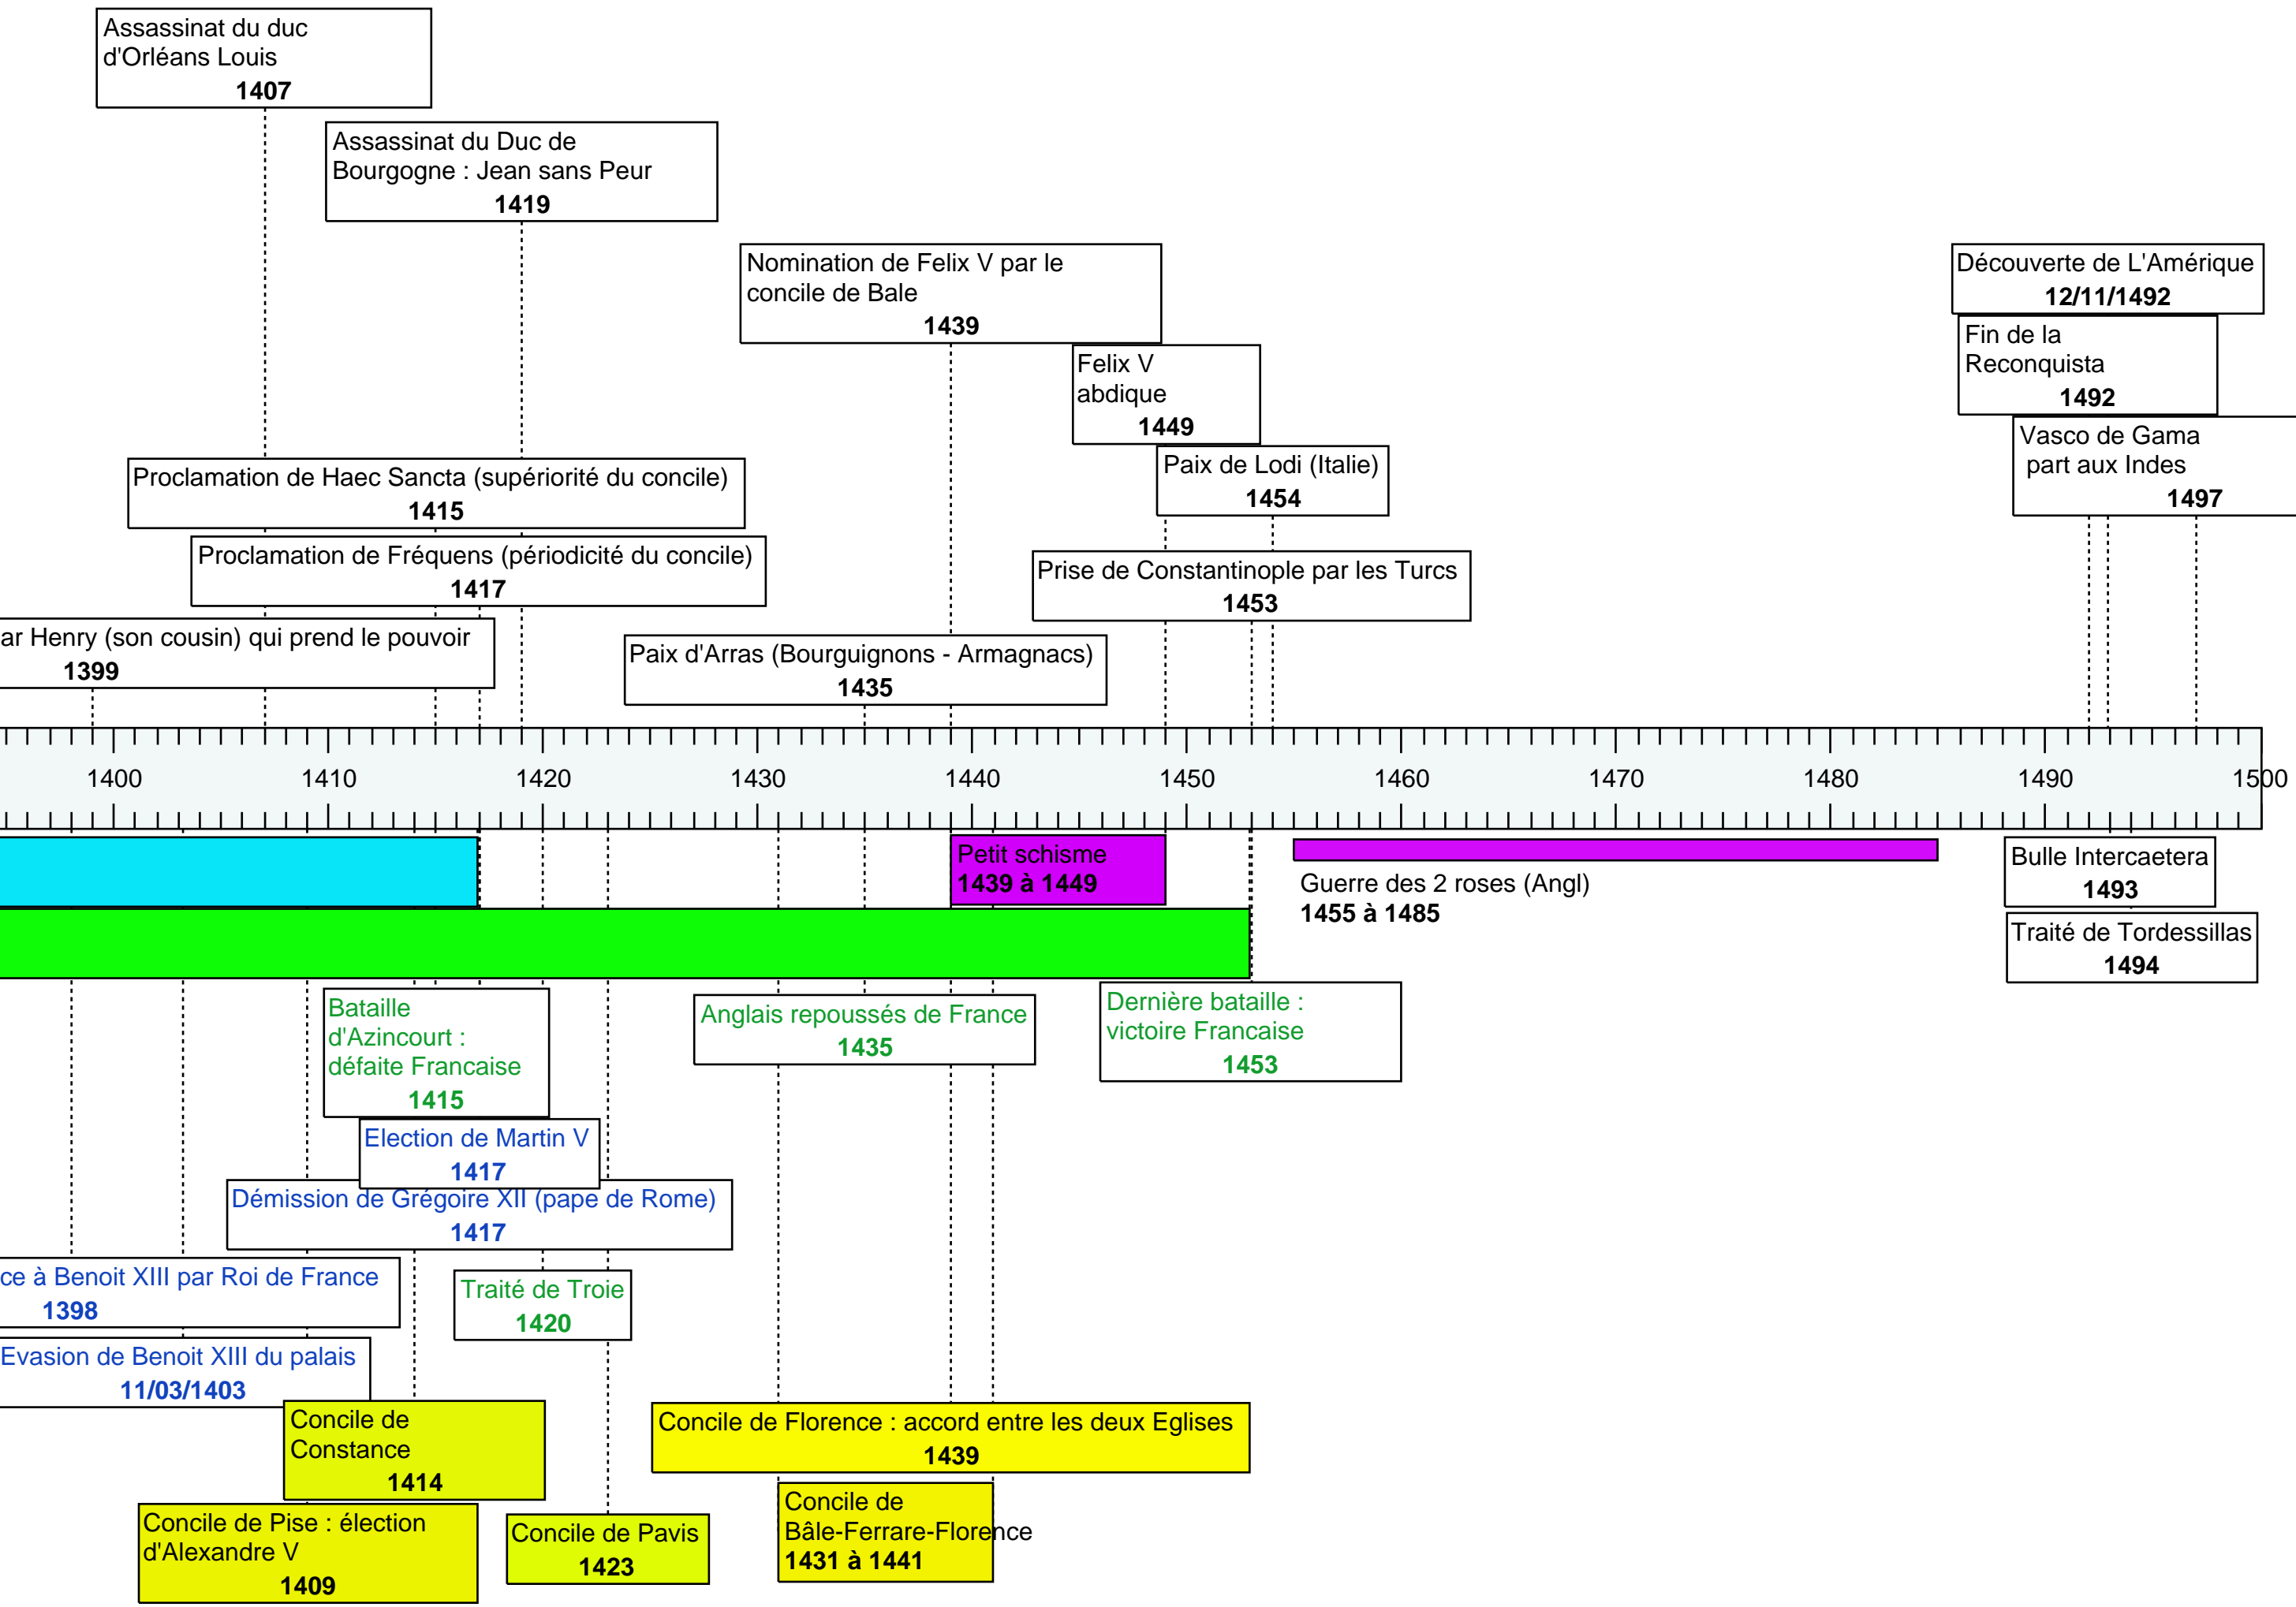 Assassinat du duc
d'Orléans Louis
1407
Assassinat du Duc de
Bourgogne : Jean sans Peur
1419
Nomination de Felix V par le
concile de Bale
1439
Découverte de L'Amérique
12/11/1492
Fin de la
Reconquista
1492
Felix V
abdique
1449
Vasco de Gama
part aux Indes
1497
Paix de Lodi (Italie)
1454
Proclamation de Haec Sancta (supériorité du concile)
1415
Proclamation de Fréquens (périodicité du concile)
1417
Prise de Constantinople par les Turcs
1453
ar Henry (son cousin) qui prend le pouvoir
1399
Paix d'Arras (Bourguignons - Armagnacs)
1435
1400 1410 1420 1430 1440 1450 1460 1470 1480 1490 1500
Petit schisme
1439 à 1449
Guerre des 2 roses (Angl)
1455 à 1485
Bulle Intercaetera
1493
Traité de Tordessillas
1494
Bataille
d'Azincourt :
défaite Francaise
1415
Anglais repoussés de France
1435
Dernière bataille :
victoire Francaise
1453
Election de Martin V
1417
Démission de Grégoire XII (pape de Rome)
1417
ce à Benoit XIII par Roi de France
1398
Traité de Troie
1420
Evasion de Benoit XIII du palais
11/03/1403
Concile de
Constance
1414
Concile de Florence : accord entre les deux Eglises
1439
Concile de Pise : élection
d'Alexandre V
1409
Concile de Pavis
1423
Concile de
Bâle-Ferrare-Florence
1431 à 1441